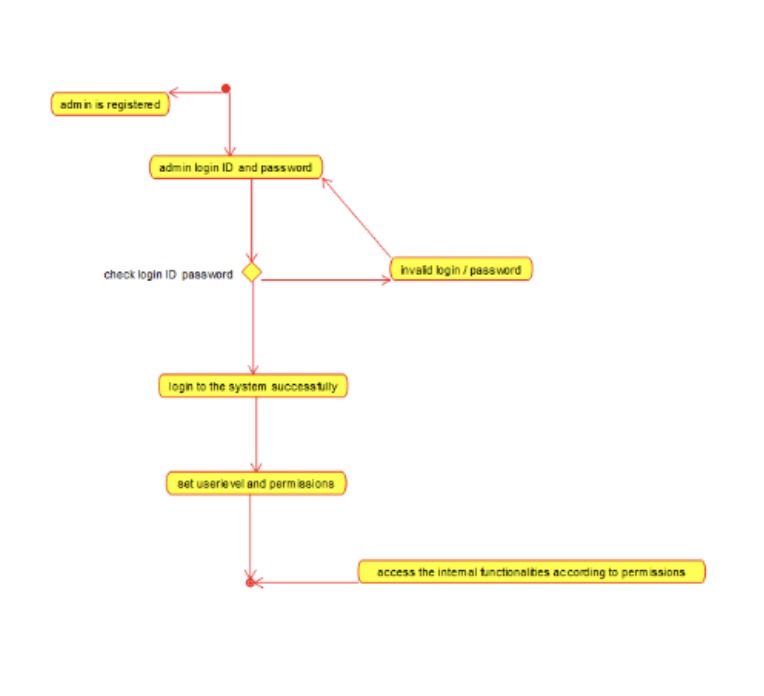 admin is registered
admin login ID and password
check login ID password
invalid login / password
login to the system successfully
set userlevel and permissions
access the internal functionalities according to permissions